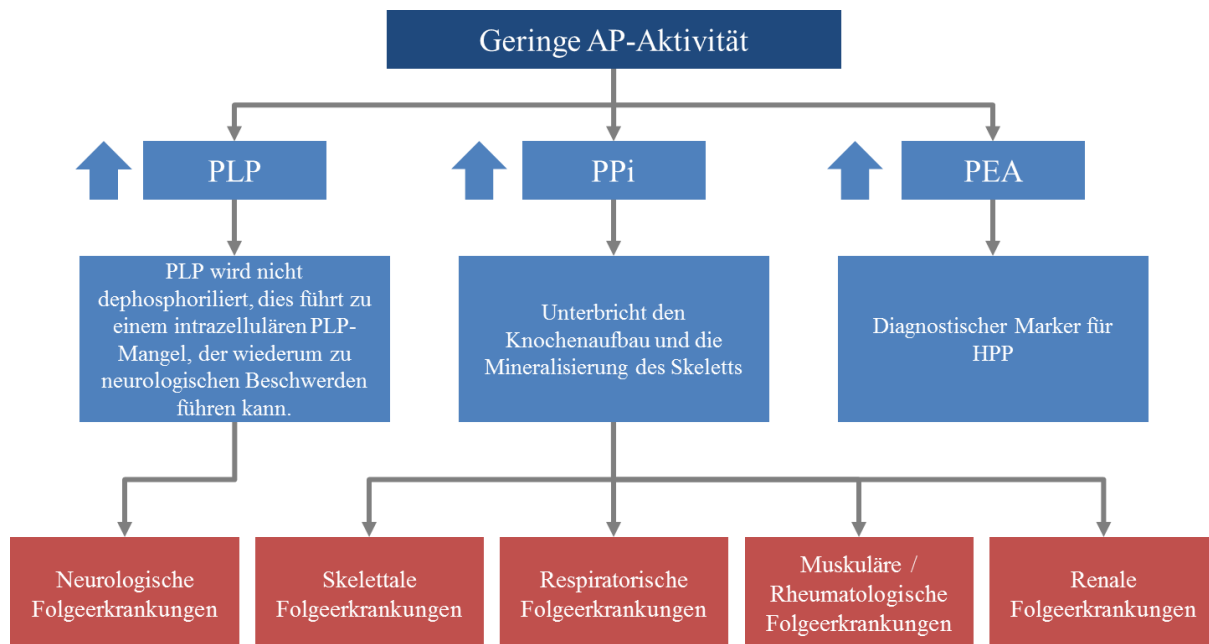 Geringe AP-Aktivität
PLP
PPi
PEA
PLP wird nicht
dephosphoriliert, dies führt zu
einem intrazellulären PLP-
Mangel, der wiederum zu
neurologischen Beschwerden
führen kann.
Unterbricht den
Knochenaufbau und die
Mineralisierung des Skeletts
Diagnostischer Marker für
HPP
Neurologische
Folgeerkrankungen
Skelettale
Folgeerkrankungen
Respiratorische
Folgeerkrankungen
Muskuläre /
Rheumatologische
Folgeerkrankungen
Renale
Folgeerkrankungen